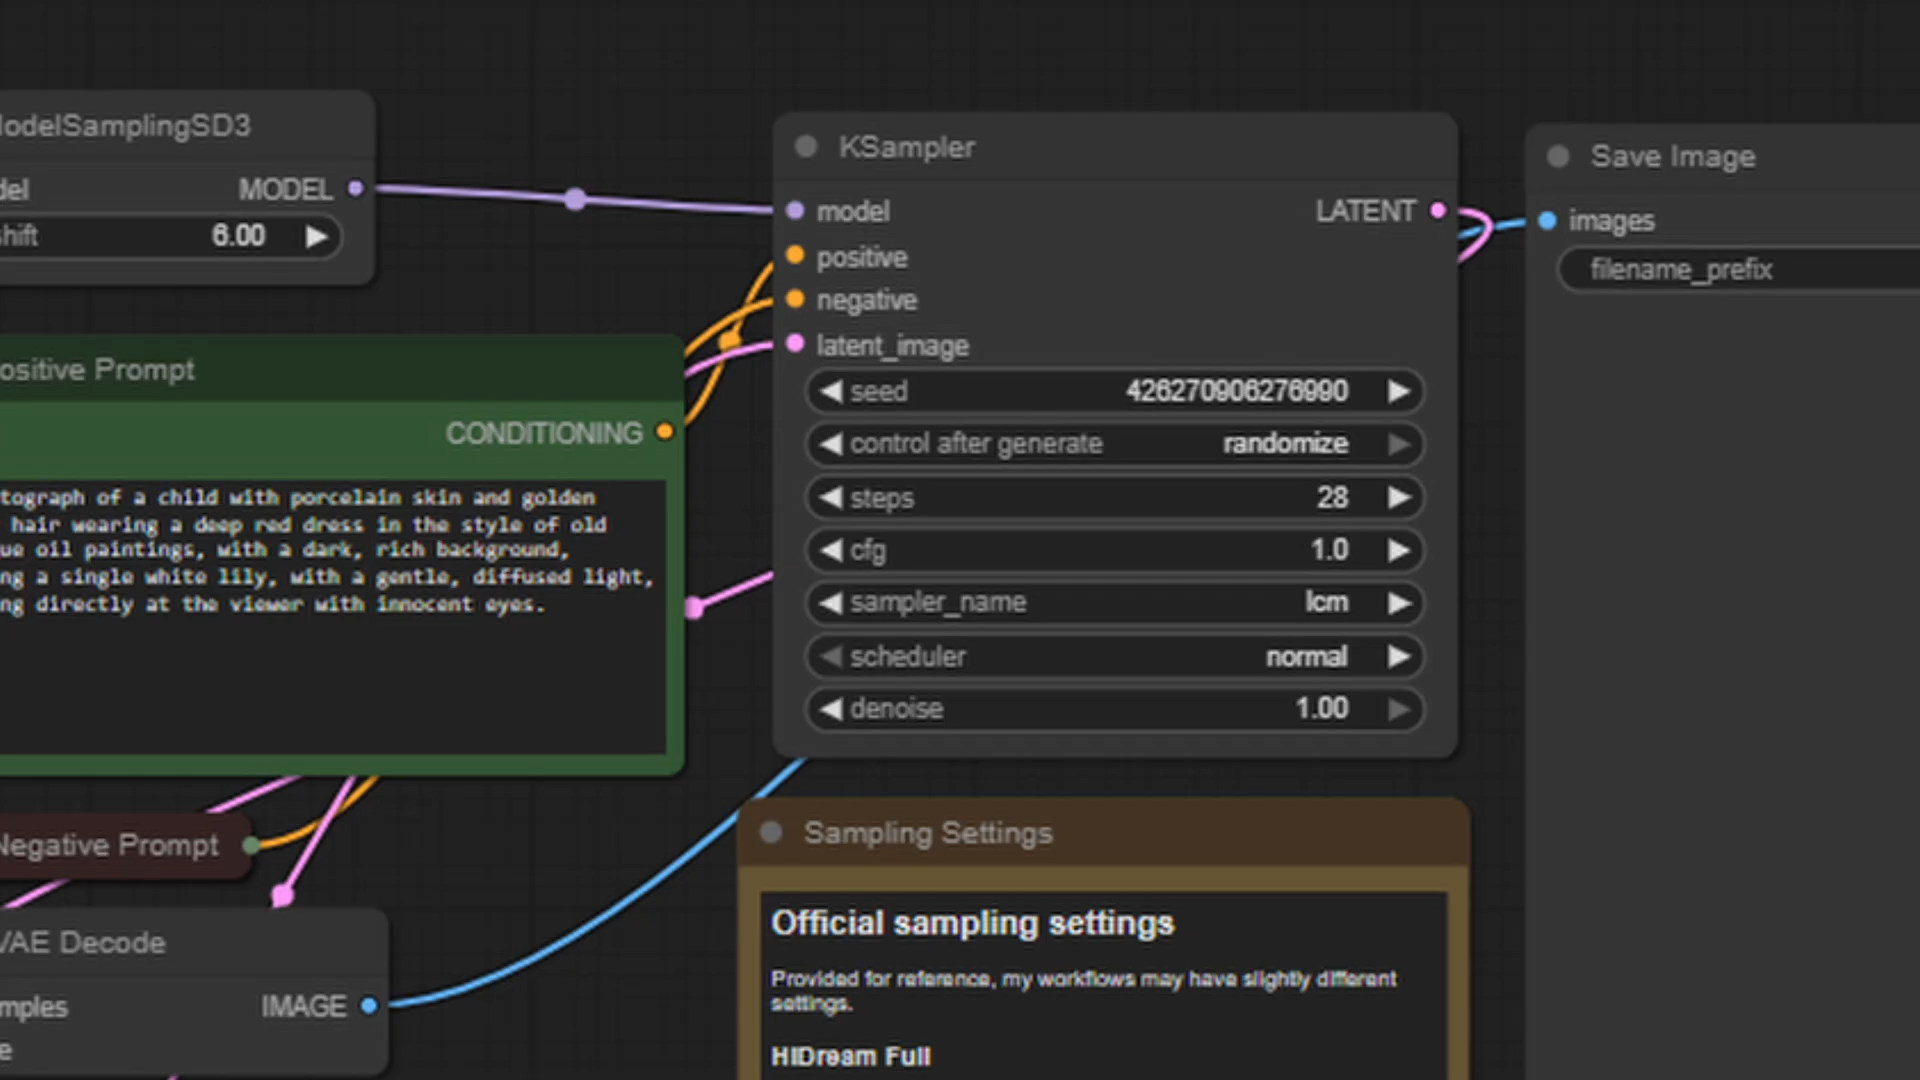 odelSamplingSD3
del MODEL
shift 6.00
ositive Prompt
CONDITIONING
tograph of a child with porcelain skin and golden
hair wearing a deep red dress in the style of old
ue oil paintings, with a dark, rich background,
ng a single white lily, with a gentle, diffused light,
ng directly at the viewer with innocent eyes.
Negative Prompt
VAE Decode
mples IMAGE
e
KSampler
model LATENT
positive
negative
latent_image
seed 426270906276990
control after generate randomize
steps 28
cfg 1.0
sampler_name lcm
scheduler normal
denoise 1.00
Sampling Settings
Official sampling settings
Provided for reference, my workflows may have slightly different
settings.
HiDream Full
Save Image
images
filename_prefix